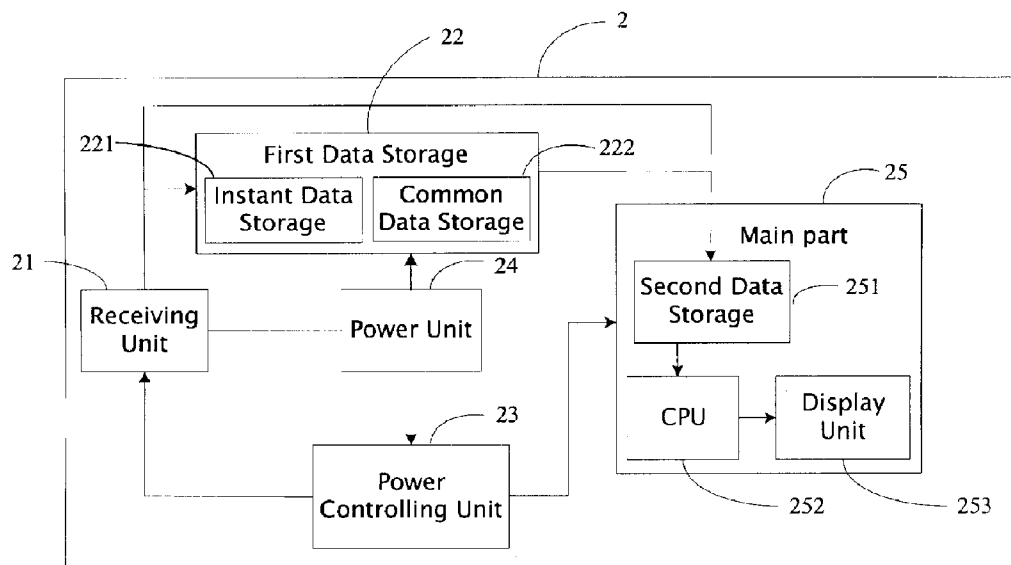 2
22
221
First Data Storage
222
Instant Data
Storage
Common
Data Storage
25
Main part
21
24
Second Data
Storage
251
Receiving
Unit
Power Unit
CPU
Display
Unit
23
Power
Controlling Unit
252
253